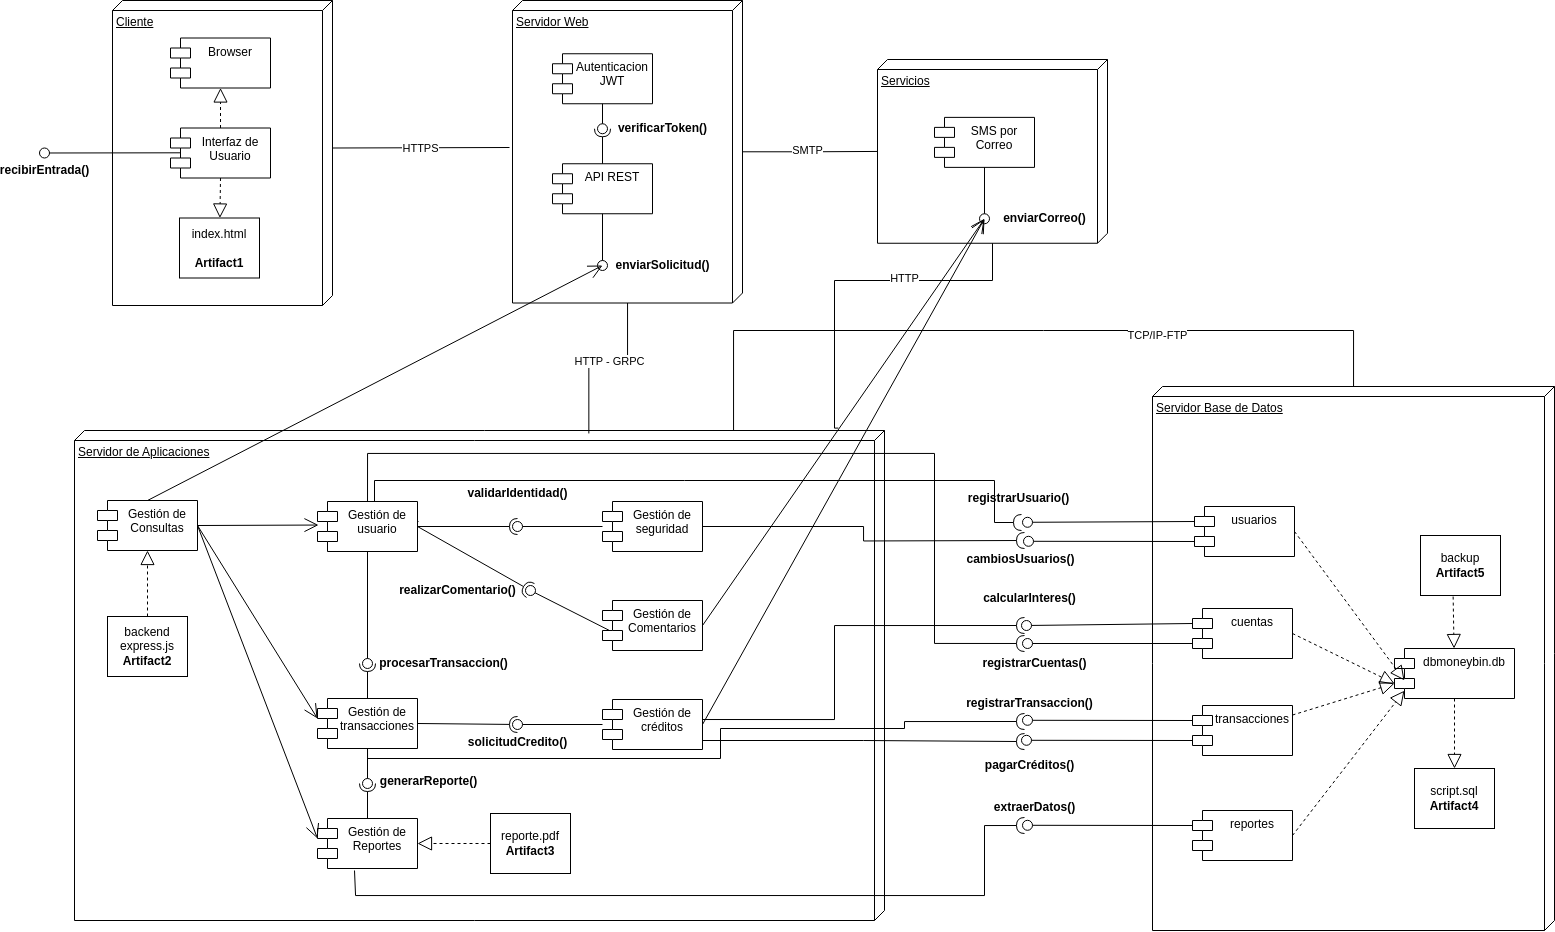 Cliente
Browser
Interfaz de
Usuario
recibirEntrada()
index.html
Artifact1
HTTPS
Servidor Web
Autenticacion
JWT
verificarToken()
API REST
enviarSolicitud()
SMTP
Servicios
SMS por
Correo
enviarCorreo()
HTTP
HTTP - GRPC
TCP/IP-FTP
Servidor de Aplicaciones
Gestión de
Consultas
backend
express.js
Artifact2
Gestión de
usuario
validarIdentidad()
Gestión de
seguridad
realizarComentario()
Gestión de
Comentarios
procesarTransaccion()
Gestión de
transacciones
solicitudCredito()
Gestión de
créditos
generarReporte()
Gestión de
Reportes
reporte.pdf
Artifact3
registrarUsuario()
cambiosUsuarios()
calcularInteres()
registrarCuentas()
registrarTransaccion()
pagarCréditos()
extraerDatos()
Servidor Base de Datos
usuarios
cuentas
transacciones
reportes
backup
Artifact5
dbmoneybin.db
script.sql
Artifact4